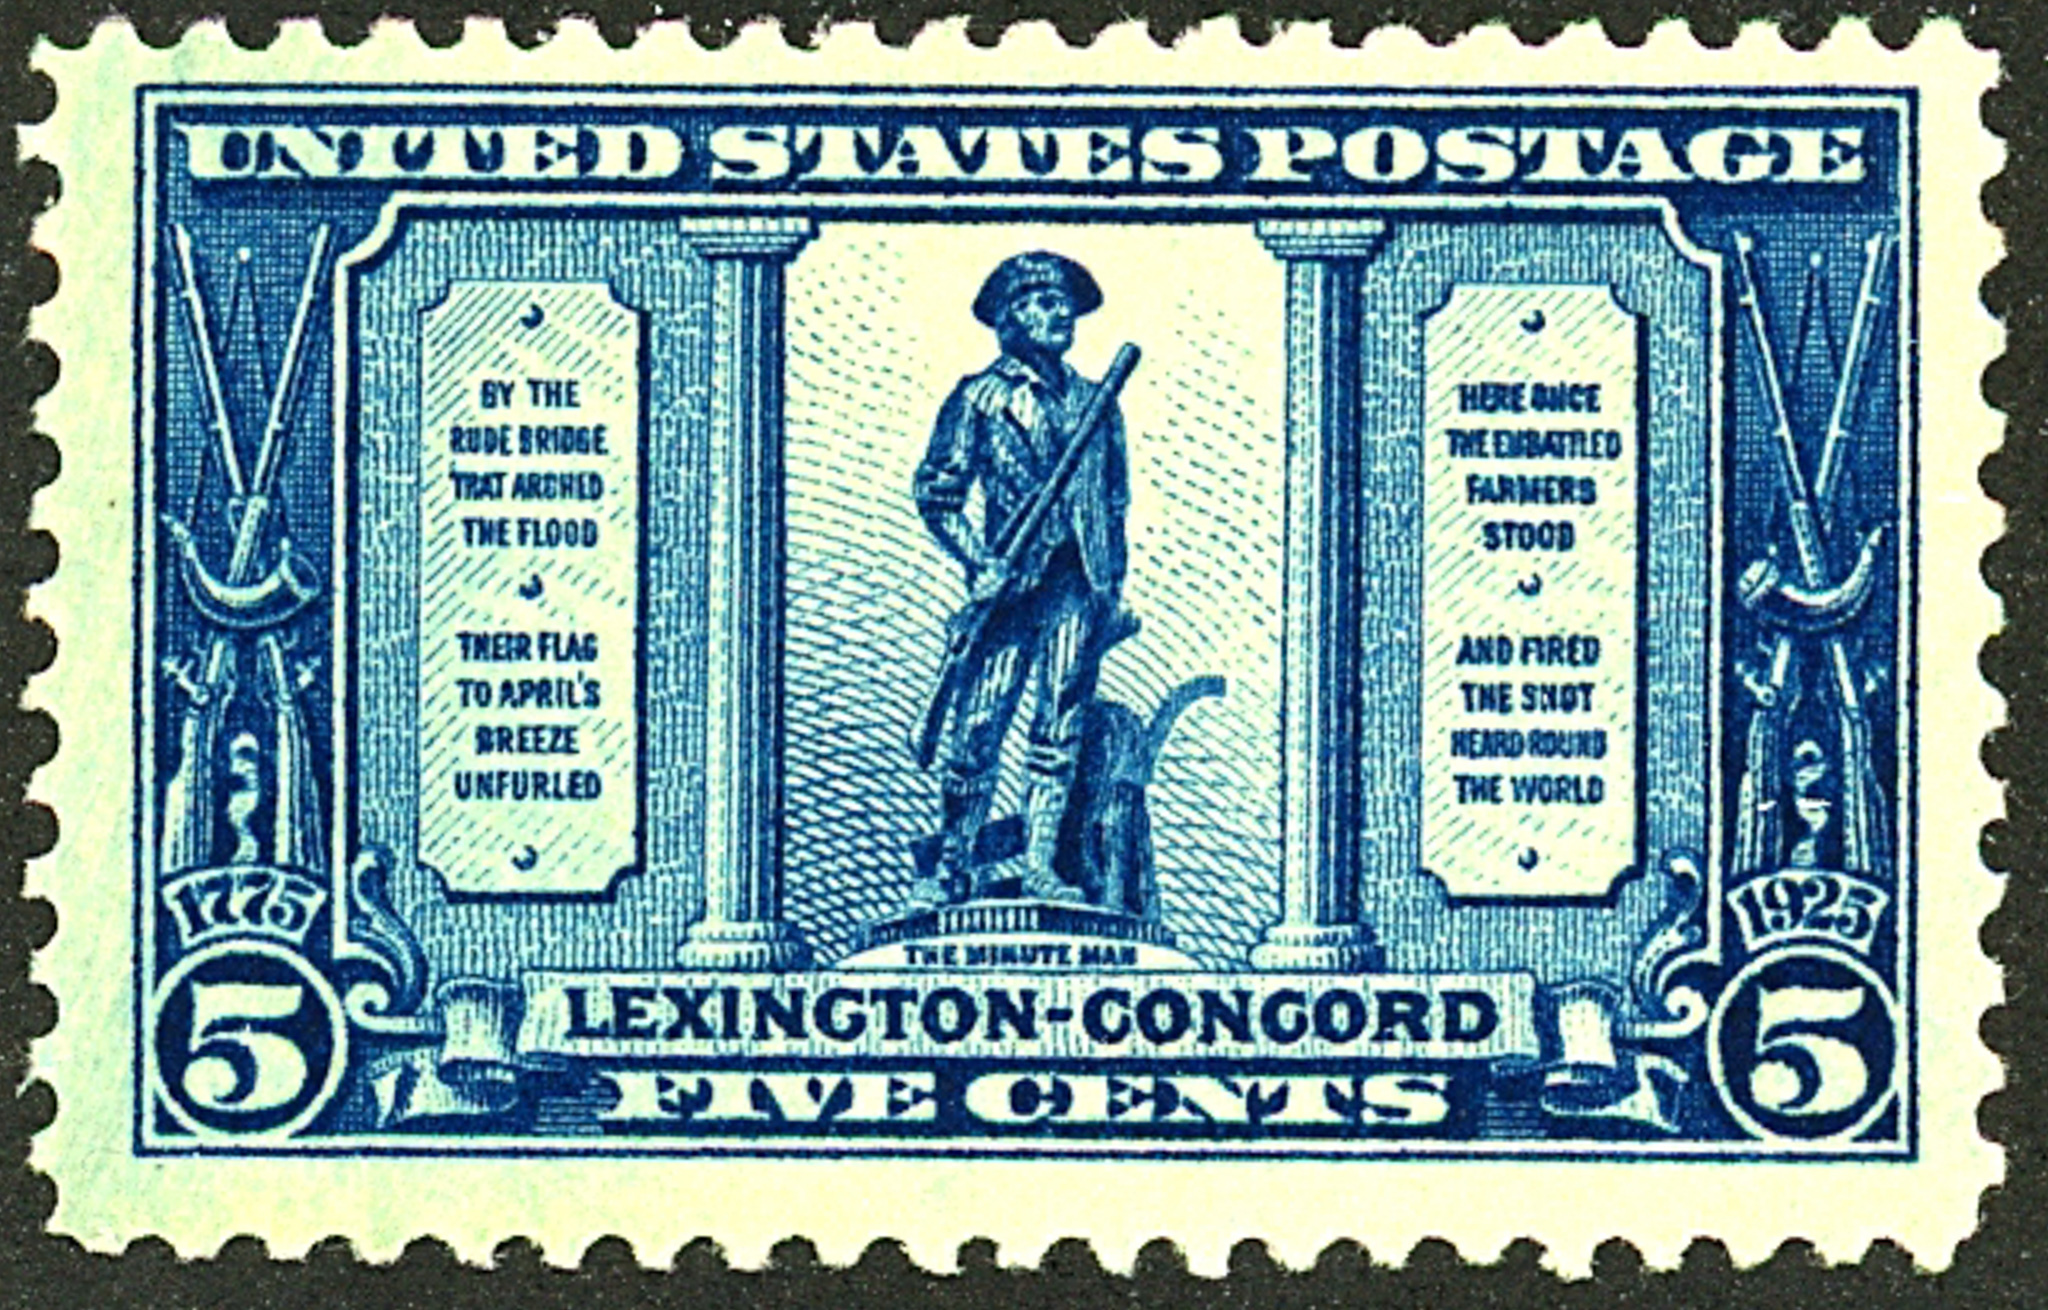 UNITED STATES POSTAGE
BY THE
RUDE BRIDGE
THAT ARCHED
THE FLOOD
THEIR FLAG
TO APRIL'S
BREEZE
UNFURLED
HERE ONCE
THE EMBATTLED
FARMERS
STOOD
AND FIRED
THE SHOT
HEARD ROUND
THE WORLD
1775
1925
THE MINUTE MAN
5
LEXINGTON-CONCORD
5
FIVE CENTS